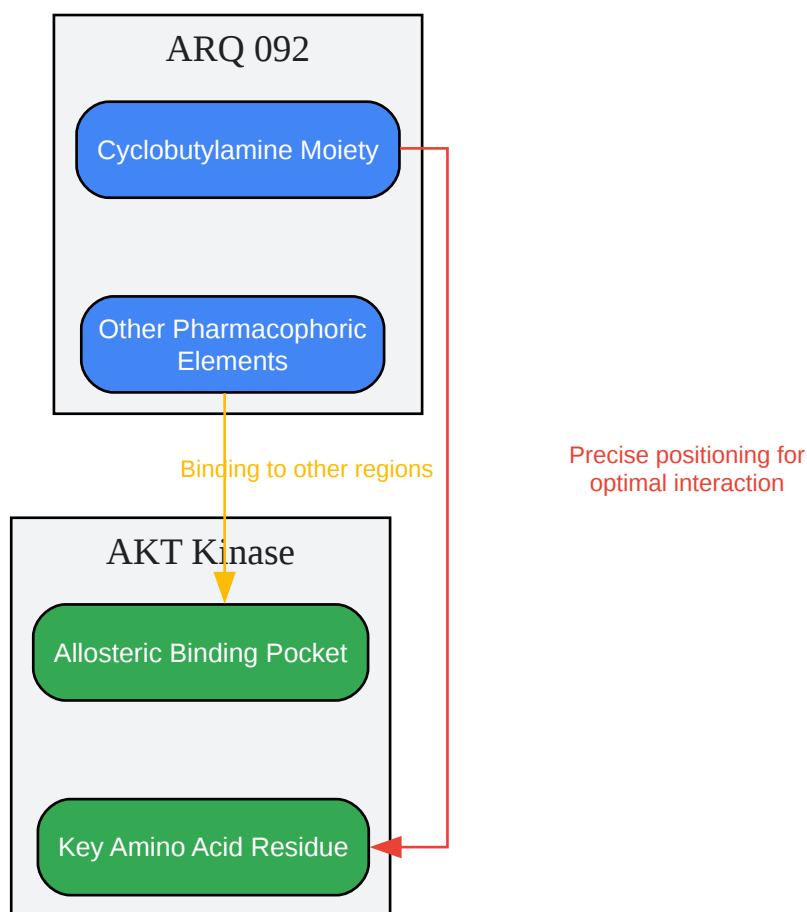 ARQ 092
Cyclobutylamine Moiety
Other Pharmacophoric
Elements
Binding to other regions
Precise positioning for
optimal interaction
AKT Kinase
Allosteric Binding Pocket
Key Amino Acid Residue